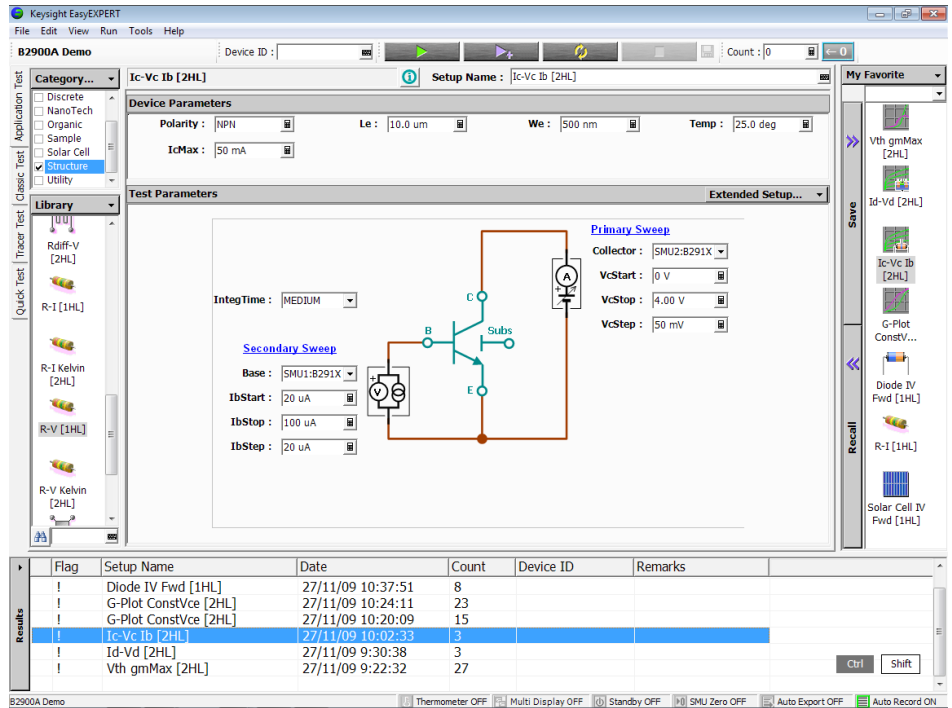 Keysight EasyEXPERT
File Edit View Run Tools Help
B2900A Demo Device ID : Count : 0 0
Application Test
Classic Test
Tracer Test
Quick Test
Category...
Discrete
NanoTech
Organic
Sample
Solar Cell
Structure
Utility
Library
Rdiff-V
[2HL]
R-I [1HL]
R-I Kelvin
[2HL]
R-V [1HL]
R-V Kelvin
[2HL]
Ic-Vc Ib [2HL] Setup Name : Ic-Vc Ib [2HL]
Device Parameters
Polarity : NPN Le : 10.0 um We : 500 nm Temp : 25.0 deg
IcMax : 50 mA
Test Parameters Extended Setup...
Primary Sweep
Collector : SMU2:B291X
VcStart : 0 V
VcStop : 4.00 V
VcStep : 50 mV
IntegTime : MEDIUM
Secondary Sweep
Base : SMU1:B291X
IbStart : 20 uA
IbStop : 100 uA
IbStep : 20 uA
A
C
B Subs
E
V
My Favorite
Save
Recall
Vth gmMax
[2HL]
Id-Vd [2HL]
Ic-Vc Ib
[2HL]
G-Plot
ConstV...
Diode IV
Fwd [1HL]
R-I [1HL]
Solar Cell IV
Fwd [1HL]
Results
Flag Setup Name Date Count Device ID Remarks
! Diode IV Fwd [1HL] 27/11/09 10:37:51 8
! G-Plot ConstVce [2HL] 27/11/09 10:24:11 23
! G-Plot ConstVce [2HL] 27/11/09 10:20:09 15
! Ic-Vc Ib [2HL] 27/11/09 10:02:33 3
! Id-Vd [2HL] 27/11/09 9:30:38 3
! Vth gmMax [2HL] 27/11/09 9:22:32 27
Ctrl Shift
B2900A Demo Thermometer OFF Multi Display OFF Standby OFF SMU Zero OFF Auto Export OFF Auto Record ON